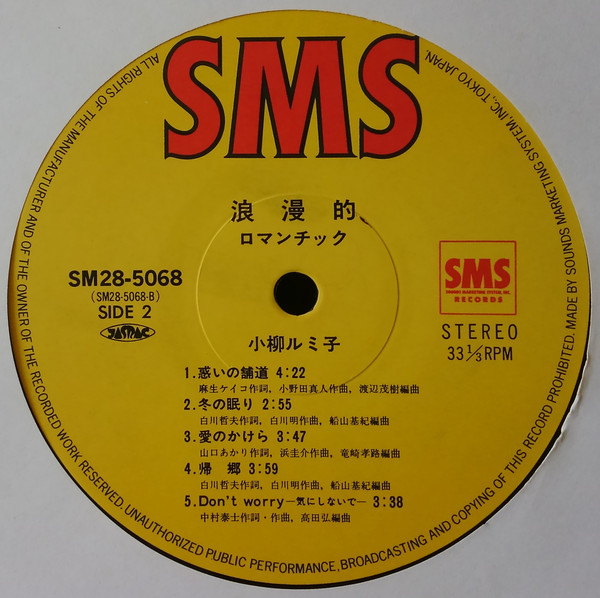 SMS
浪漫的
ロマンチック
SM28-5068
(SM28-5068-B)
SIDE 2
JASRAC
SMS
SOUNDS MARKETING SYSTEM, INC.
RECORDS
STEREO
33 1/3 RPM
小柳ルミ子
1.惑いの舗道 4:22
麻生ケイコ作詞, 小野田真人作曲, 渡辺茂樹編曲
2.冬の眠り 2:55
白川哲夫作詞, 白川明作曲, 船山基紀編曲
3.愛のかけら 3:47
山口あかり作詞, 浜圭介作曲, 竜崎孝路編曲
4.帰 郷 3:59
白川哲夫作詞, 白川明作曲, 船山基紀編曲
5.Don't worry—気にしないで— 3:38
中村泰士作詞・作曲, 高田弘編曲
ALL RIGHTS OF THE MANUFACTURER AND OF THE OWNER OF THE RECORDED WORK RESERVED. UNAUTHORIZED PUBLIC PERFORMANCE, BROADCASTING AND COPYING OF THIS RECORD PROHIBITED. MADE BY SOUNDS MARKETING SYSTEM, INC., TOKYO JAPAN.